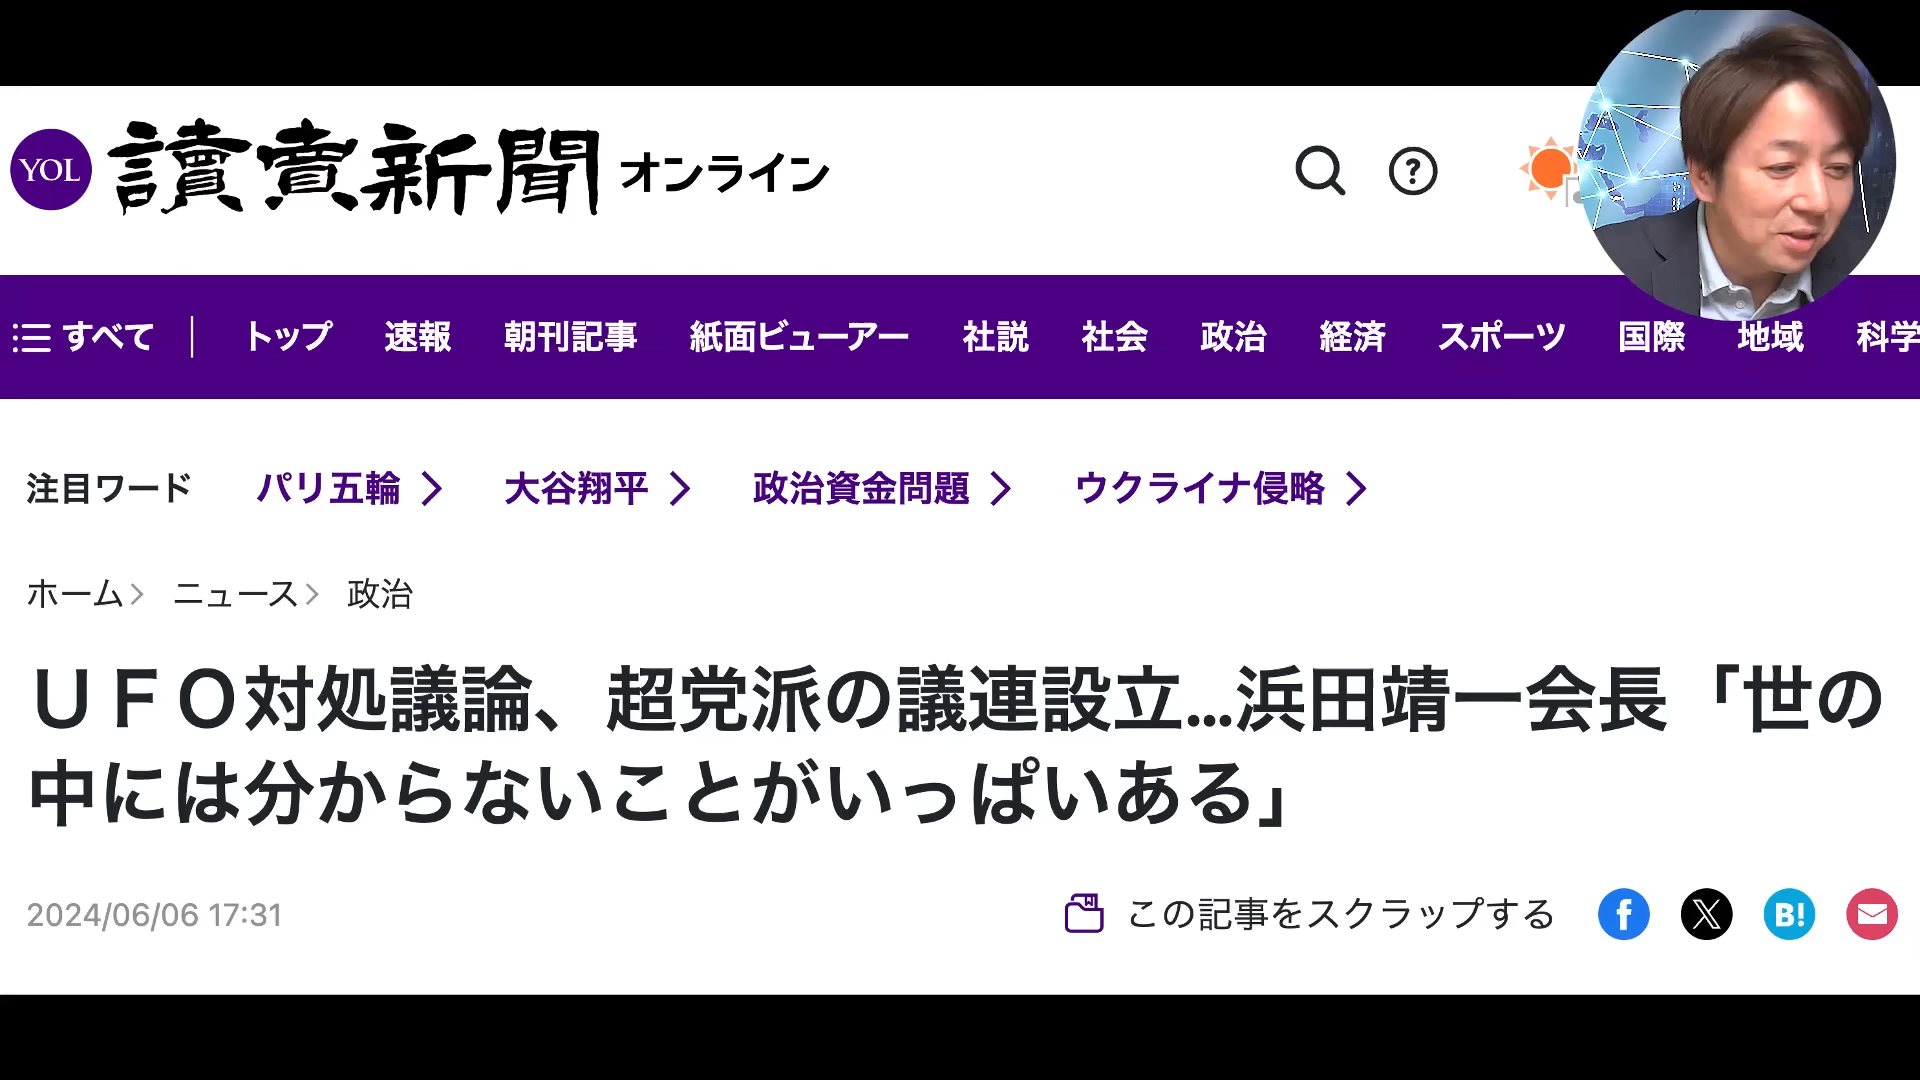 YOL 讀賣新聞 オンライン
すべて トップ 速報 朝刊記事 紙面ビューアー 社説 社会 政治 経済 スポーツ 国際 地域 科学
注目ワード パリ五輪 大谷翔平 政治資金問題 ウクライナ侵略
ホーム ニュース 政治
ＵＦＯ対処議論、超党派の議連設立…浜田靖一会長「世の
中には分からないことがいっぱいある」
2024/06/06 17:31 この記事をスクラップする f X B!